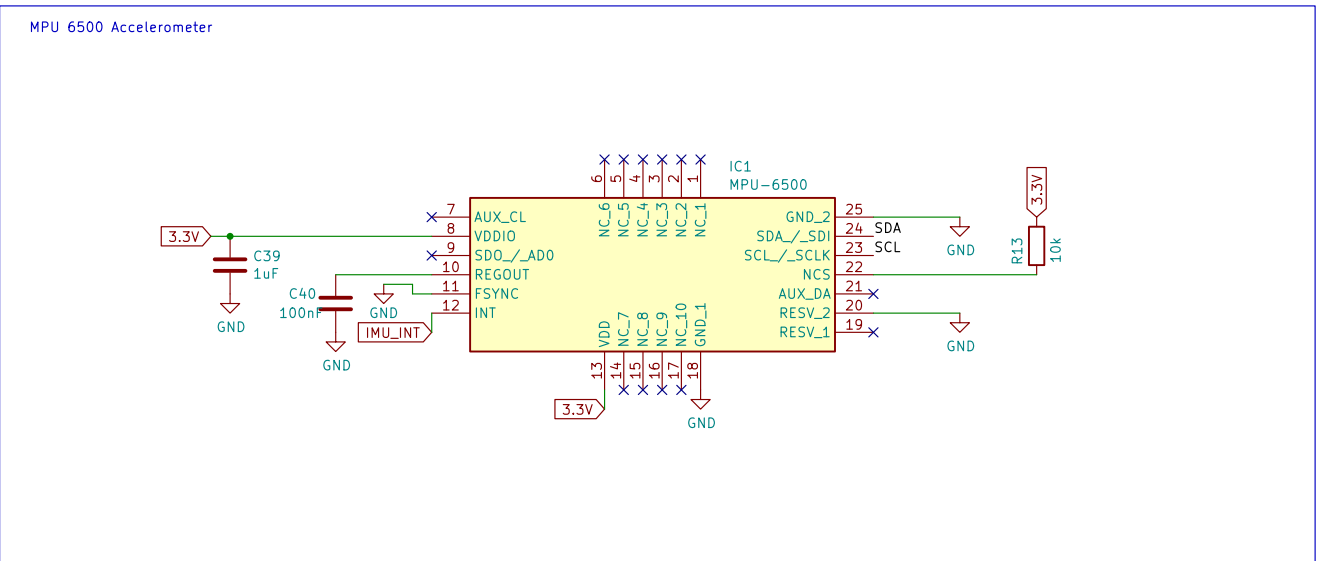 MPU 6500 Accelerometer
IC1
MPU-6500
6
5
4
3
2
1
NC_6
NC_5
NC_4
NC_3
NC_2
NC_1
7
AUX_CL
8
VDDIO
9
SDO_/_AD0
10
REGOUT
11
FSYNC
12
INT
3.3V
C39
1uF
GND
C40
100nF
GND
GND
IMU_INT
25
GND_2
24
SDA_/_SDI
SDA
23
SCL_/_SCLK
SCL
22
NCS
21
AUX_DA
20
RESV_2
19
RESV_1
GND
GND
3.3V
R13
10k
VDD
NC_7
NC_8
NC_9
NC_10
GND_1
13
14
15
16
17
18
3.3V
GND